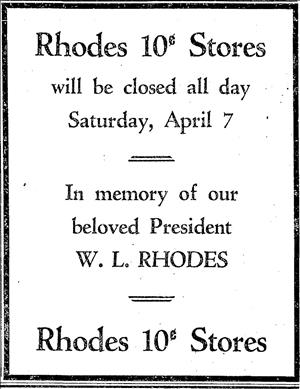 Rhodes 10¢ Stores
will be closed all day
Saturday, April 7
In memory of our
beloved President
W. L. RHODES
Rhodes 10¢ Stores